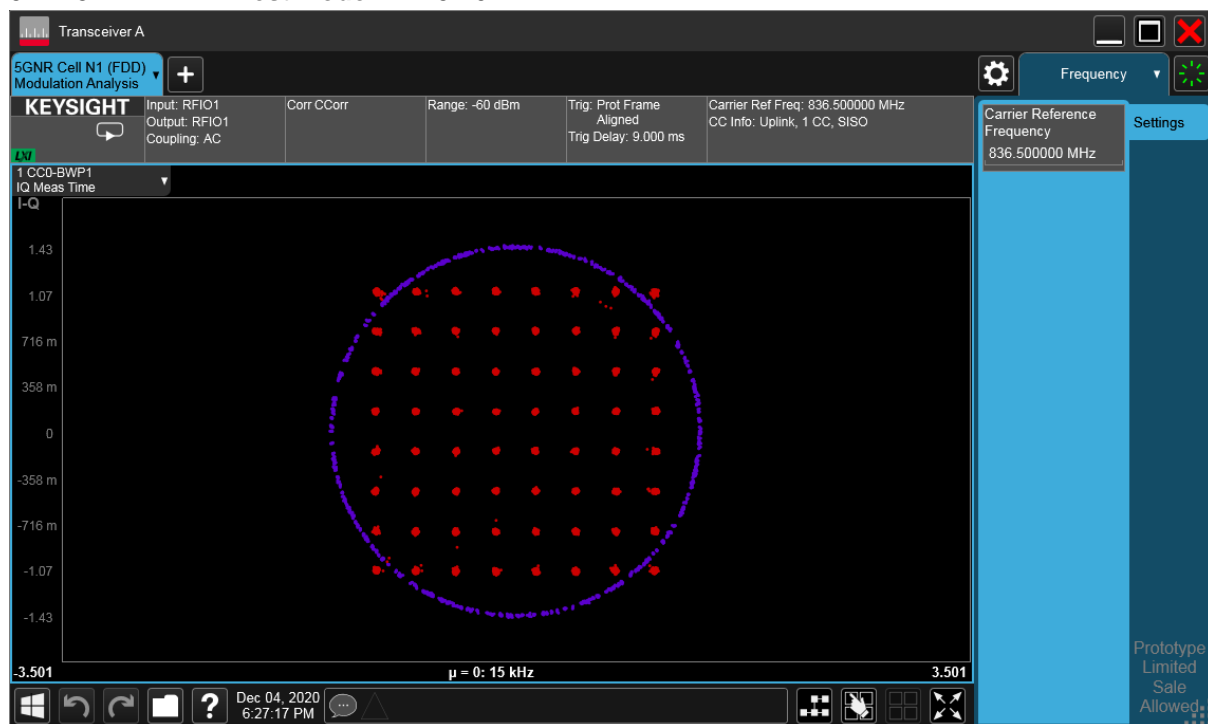 Transceiver A
5GNR Cell N1 (FDD)
Modulation Analysis
Frequency
KEYSIGHT
LXI
Input: RFIO1
Output: RFIO1
Coupling: AC
Corr CCorr
Range: -60 dBm
Trig: Prot Frame
Aligned
Trig Delay: 9.000 ms
Carrier Ref Freq: 836.500000 MHz
CC Info: Uplink, 1 CC, SISO
Carrier Reference
Frequency
836.500000 MHz
Settings
1 CC0-BWP1
IQ Meas Time
I-Q
1.43
1.07
716 m
358 m
0
-358 m
-716 m
-1.07
-1.43
-3.501
μ = 0: 15 kHz
3.501
Prototype
Limited
Sale
Allowed
?
Dec 04, 2020
6:27:17 PM